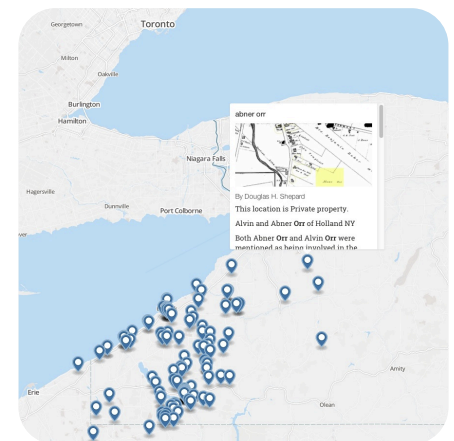 Georgetown
Toronto
Milton
Oakville
Burlington
Hamilton
abner orr
Niagara Falls
Hagersville
Dunnville
Port Colborne
By Douglas H. Shepard
This location is Private property.
Alvin and Abner Orr of Holland NY
Both Abner Orr and Alvin Orr were
mentioned as being involved in the
Erie
Amity
Olean